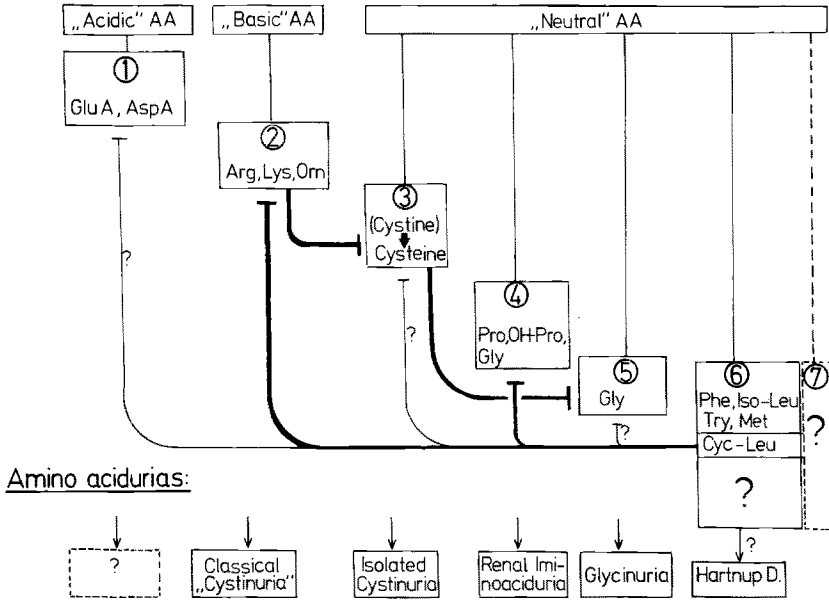 „Acidic" AA
„Basic" AA
„Neutral" AA
①
GluA, AspA
②
Arg, Lys, Orn
③
(Cystine)
Cysteine
④
Pro, OH-Pro,
Gly
⑤
Gly
⑥
Phe, Iso-Leu
Try, Met
Cyc-Leu
?
⑦
?
?
?
?
Amino acidurias:
?
Classical
„Cystinuria"
Isolated
Cystinuria
Renal Imi-
noaciduria
Glycinuria
?
Hartnup D.